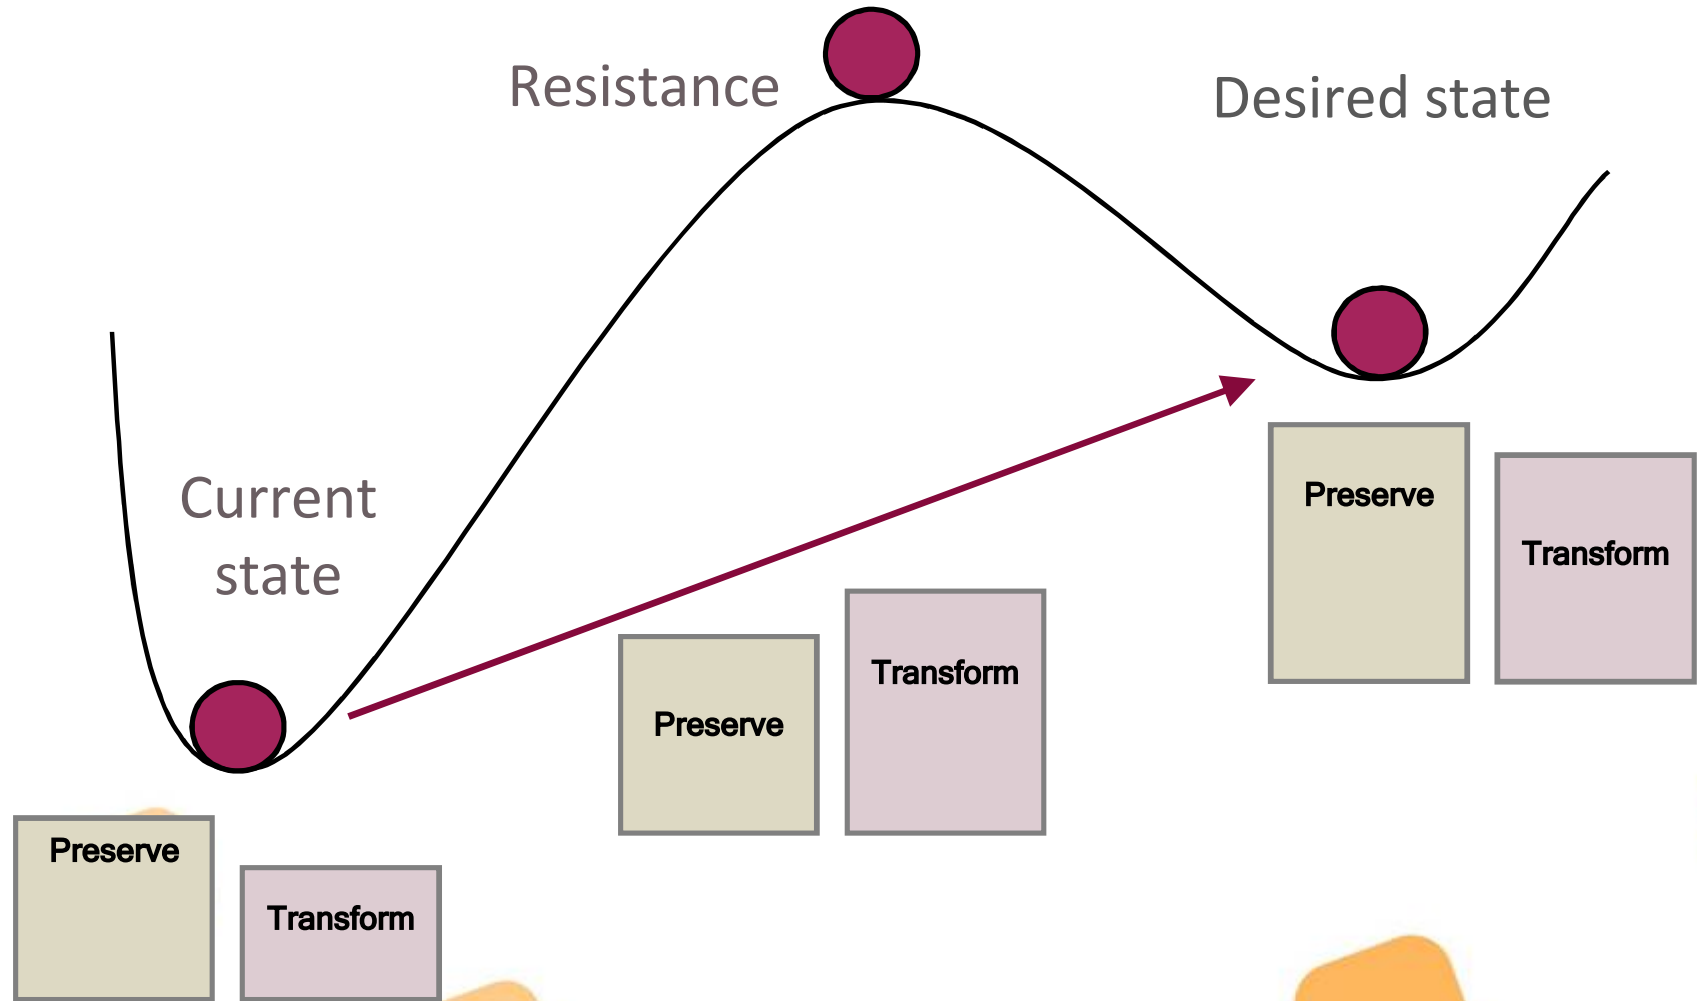 Resistance
Desired state
Current
state
Preserve
Transform
Preserve
Transform
Preserve
Transform